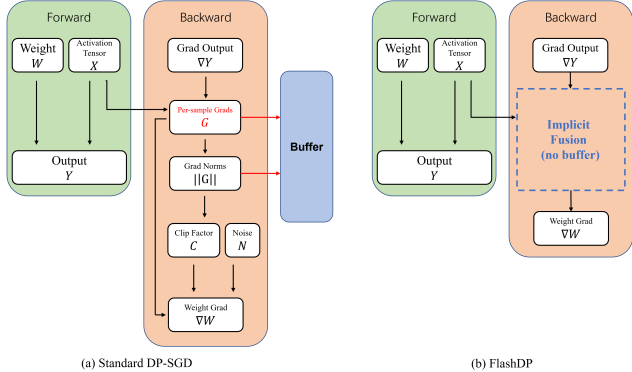 Forward
Weight
W
Activation
Tensor
X
Output
Y
Backward
Grad Output
∇Y
Per-sample Grads
G
Grad Norms
||G||
Clip Factor
C
Noise
N
Weight Grad
∇W
Buffer
(a) Standard DP-SGD
Forward
Weight
W
Activation
Tensor
X
Output
Y
Backward
Grad Output
∇Y
Implicit
Fusion
(no buffer)
Weight Grad
∇W
(b) FlashDP